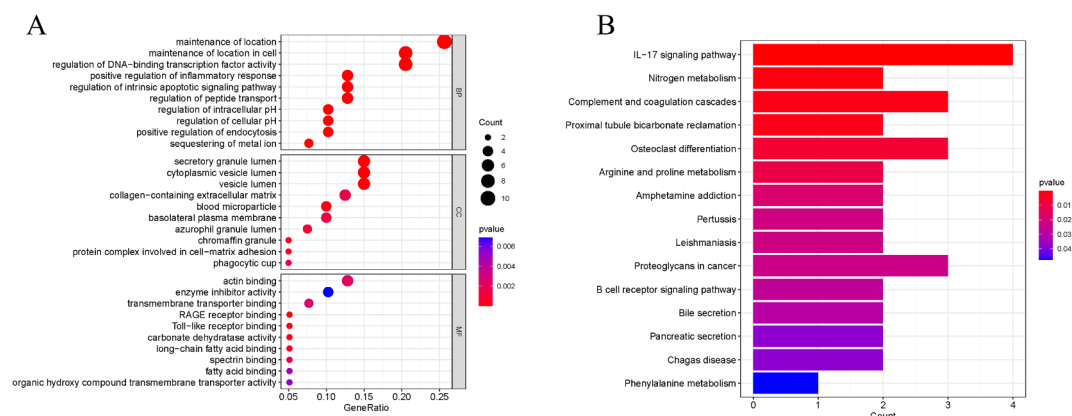 A
maintenance of location
maintenance of location in cell
regulation of DNA-binding transcription factor activity
positive regulation of inflammatory response
regulation of intrinsic apoptotic signaling pathway
regulation of peptide transport
regulation of intracellular pH
regulation of cellular pH
positive regulation of endocytosis
sequestering of metal ion
BP
secretory granule lumen
cytoplasmic vesicle lumen
vesicle lumen
collagen-containing extracellular matrix
blood microparticle
basolateral plasma membrane
azurophil granule lumen
chromaffin granule
protein complex involved in cell-matrix adhesion
phagocytic cup
CC
actin binding
enzyme inhibitor activity
transmembrane transporter binding
RAGE receptor binding
Toll-like receptor binding
carbonate dehydratase activity
long-chain fatty acid binding
spectrin binding
fatty acid binding
organic hydroxy compound transmembrane transporter activity
MF
0.05 0.10 0.15 0.20 0.25
GeneRatio
Count
2
4
6
8
10
pvalue
0.006
0.004
0.002
B
IL-17 signaling pathway
Nitrogen metabolism
Complement and coagulation cascades
Proximal tubule bicarbonate reclamation
Osteoclast differentiation
Arginine and proline metabolism
Amphetamine addiction
Pertussis
Leishmaniasis
Proteoglycans in cancer
B cell receptor signaling pathway
Bile secretion
Pancreatic secretion
Chagas disease
Phenylalanine metabolism
0 1 2 3 4
Count
pvalue
0.01
0.02
0.03
0.04